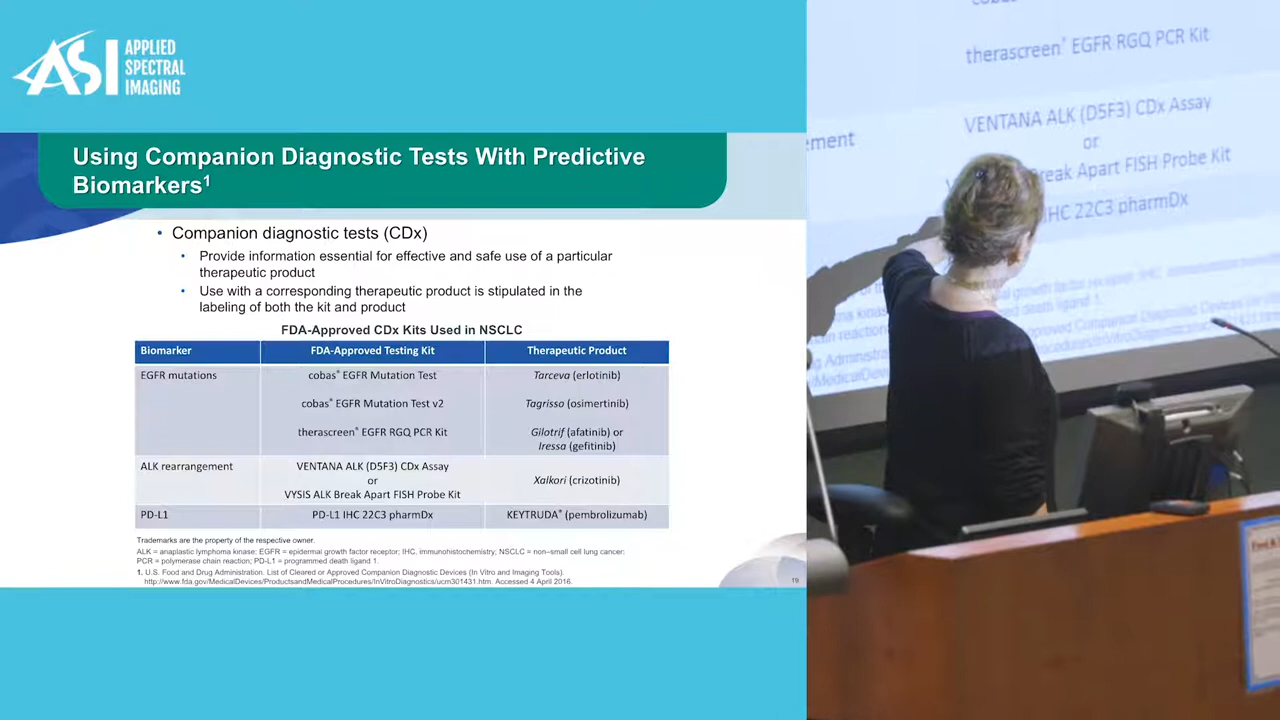 ASI APPLIED
SPECTRAL
IMAGING
Using Companion Diagnostic Tests With Predictive
Biomarkers1
• Companion diagnostic tests (CDx)
• Provide information essential for effective and safe use of a particular
therapeutic product
• Use with a corresponding therapeutic product is stipulated in the
labeling of both the kit and product
FDA-Approved CDx Kits Used in NSCLC
Biomarker FDA-Approved Testing Kit Therapeutic Product
EGFR mutations cobas® EGFR Mutation Test Tarceva (erlotinib)
cobas® EGFR Mutation Test v2 Tagrisso (osimertinib)
therascreen® EGFR RGQ PCR Kit Gilotrif (afatinib) or
Iressa (gefitinib)
ALK rearrangement VENTANA ALK (D5F3) CDx Assay
or Xalkori (crizotinib)
VYSIS ALK Break Apart FISH Probe Kit
PD-L1 PD-L1 IHC 22C3 pharmDx KEYTRUDA® (pembrolizumab)
Trademarks are the property of the respective owner.
ALK = anaplastic lymphoma kinase: EGFR = epidermal growth factor receptor; IHC, immunohistochemistry; NSCLC = non–small cell lung cancer;
PCR = polymerase chain reaction; PD-L1 = programmed death ligand 1.
1. U.S. Food and Drug Administration. List of Cleared or Approved Companion Diagnostic Devices (In Vitro and Imaging Tools).
http://www.fda.gov/MedicalDevices/ProductsandMedicalProcedures/InVitroDiagnostics/ucm301431.htm. Accessed 4 April 2016.
19
cobas
therascreen® EGFR RGQ PCR Kit
VENTANA ALK (D5F3) CDx Assay
ement or
Break Apart FISH Probe Kit
IHC 22C3 pharmDx